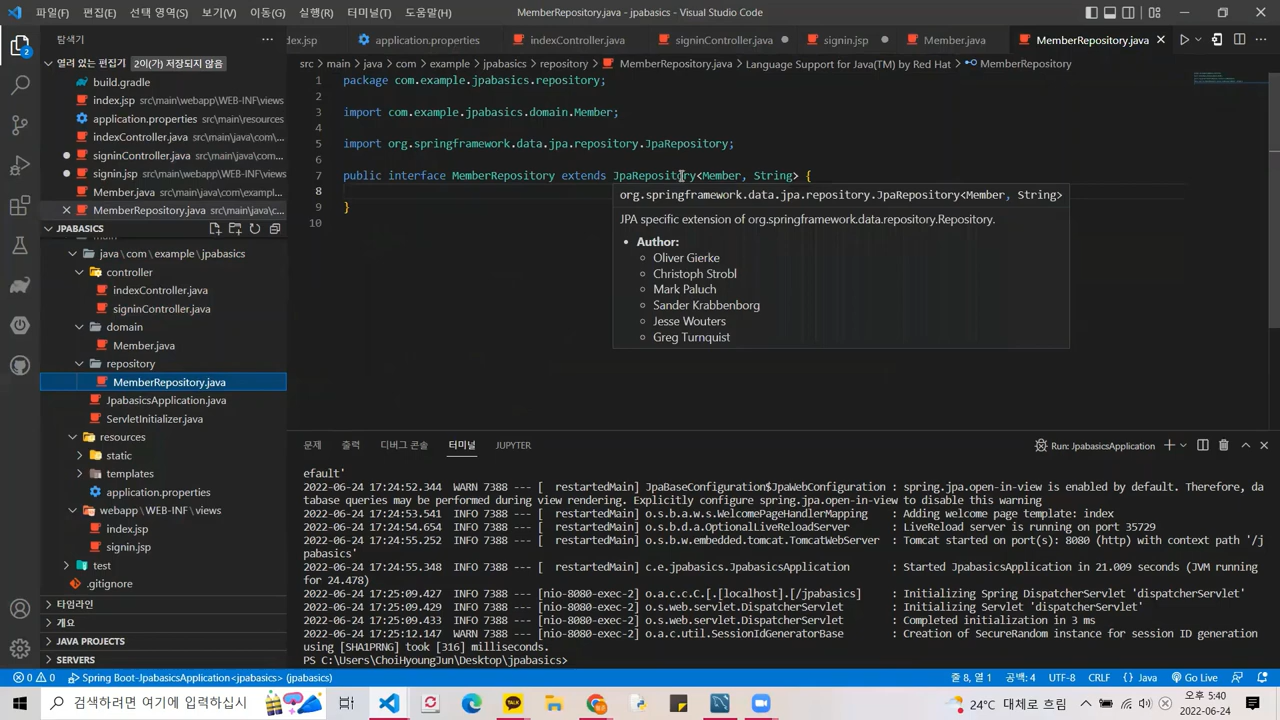 파일(F) 편집(E) 선택 영역(S) 보기(V) 이동(G) 실행(R) 터미널(T) 도움말(H) MemberRepository.java - jpabasics - Visual Studio Code
탐색기
dex.jsp application.properties indexController.java signinController.java signin.jsp Member.java MemberRepository.java
열려 있는 편집기 2이(가) 저장되지 않음
src > main > java > com > example > jpabasics > repository > MemberRepository.java > Language Support for Java(TM) by Red Hat > MemberRepository
2
build.gradle
index.jsp src\main\webapp\WEB-INF\views
application.properties src\main\resources
indexController.java src\main\java\com\...
signinController.java src\main\java\com\...
signin.jsp src\main\webapp\WEB-INF\views
Member.java src\main\java\com\exampl...
MemberRepository.java src\main\java\c...
JPABASICS
main
java\com\example\jpabasics
controller
indexController.java
signinController.java
domain
Member.java
repository
MemberRepository.java
JpabasicsApplication.java
ServletInitializer.java
resources
static
templates
application.properties
webapp\WEB-INF\views
index.jsp
signin.jsp
test
.gitignore
타임라인
개요
JAVA PROJECTS
SERVERS
1 package com.example.jpabasics.repository;
2
3 import com.example.jpabasics.domain.Member;
4
5 import org.springframework.data.jpa.repository.JpaRepository;
6
7 public interface MemberRepository extends JpaRepository<Member, String> {
8
9 }
10
org.springframework.data.jpa.repository.JpaRepository<Member, String>
JPA specific extension of org.springframework.data.repository.Repository.
• Author:
○ Oliver Gierke
○ Christoph Strobl
○ Mark Paluch
○ Sander Krabbenborg
○ Jesse Wouters
○ Greg Turnquist
문제 출력 디버그 콘솔 터미널 JUPYTER Run: JpabasicsApplication
efault'
2022-06-24 17:24:52.344 WARN 7388 --- [ restartedMain] JpaBaseConfiguration$JpaWebConfiguration : spring.jpa.open-in-view is enabled by default. Therefore, da
tabase queries may be performed during view rendering. Explicitly configure spring.jpa.open-in-view to disable this warning
2022-06-24 17:24:53.541 INFO 7388 --- [ restartedMain] o.s.b.a.w.s.WelcomePageHandlerMapping : Adding welcome page template: index
2022-06-24 17:24:54.654 INFO 7388 --- [ restartedMain] o.s.b.d.a.OptionalLiveReloadServer : LiveReload server is running on port 35729
2022-06-24 17:24:55.252 INFO 7388 --- [ restartedMain] o.s.b.w.embedded.tomcat.TomcatWebServer : Tomcat started on port(s): 8080 (http) with context path '/j
pabasics'
2022-06-24 17:24:55.348 INFO 7388 --- [ restartedMain] c.e.jpabasics.JpabasicsApplication : Started JpabasicsApplication in 21.009 seconds (JVM running
for 24.478)
2022-06-24 17:25:09.427 INFO 7388 --- [nio-8080-exec-2] o.a.c.c.C.[.[localhost].[/jpabasics] : Initializing Spring DispatcherServlet 'dispatcherServlet'
2022-06-24 17:25:09.429 INFO 7388 --- [nio-8080-exec-2] o.s.web.servlet.DispatcherServlet : Initializing Servlet 'dispatcherServlet'
2022-06-24 17:25:09.433 INFO 7388 --- [nio-8080-exec-2] o.s.web.servlet.DispatcherServlet : Completed initialization in 3 ms
2022-06-24 17:25:12.147 WARN 7388 --- [nio-8080-exec-2] o.a.c.util.SessionIdGeneratorBase : Creation of SecureRandom instance for session ID generation
using [SHA1PRNG] took [316] milliseconds.
PS C:\Users\ChoiHyoungJun\Desktop\jpabasics>
0 0 Spring Boot-JpabasicsApplication<jpabasics> (jpabasics) 줄 8, 열 1 공백: 4 UTF-8 CRLF {} Java Go Live
검색하려면 여기에 입력하십시오 TALK 24°C 대체로 흐림 A 오후 5:40
2022-06-24